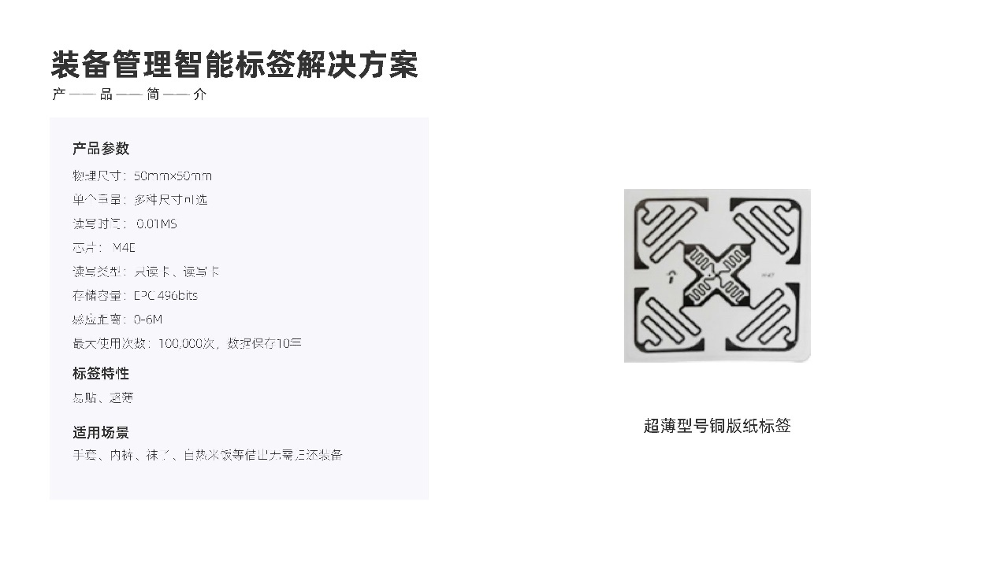 装备管理智能标签解决方案
产——品——简——介
产品参数
物理尺寸：50mm×50mm
单个重量：多种尺寸可选
读写时间： 0.01MS
芯片： M4E
读写类型：只读卡、读写卡
存储容量：EPC 496bits
感应距离：0-6M
最大使用次数：100,000次，数据保存10年
标签特性
易贴、超薄
适用场景
手套、内裤、袜子、自热米饭等借出无需归还装备
超薄型号铜版纸标签